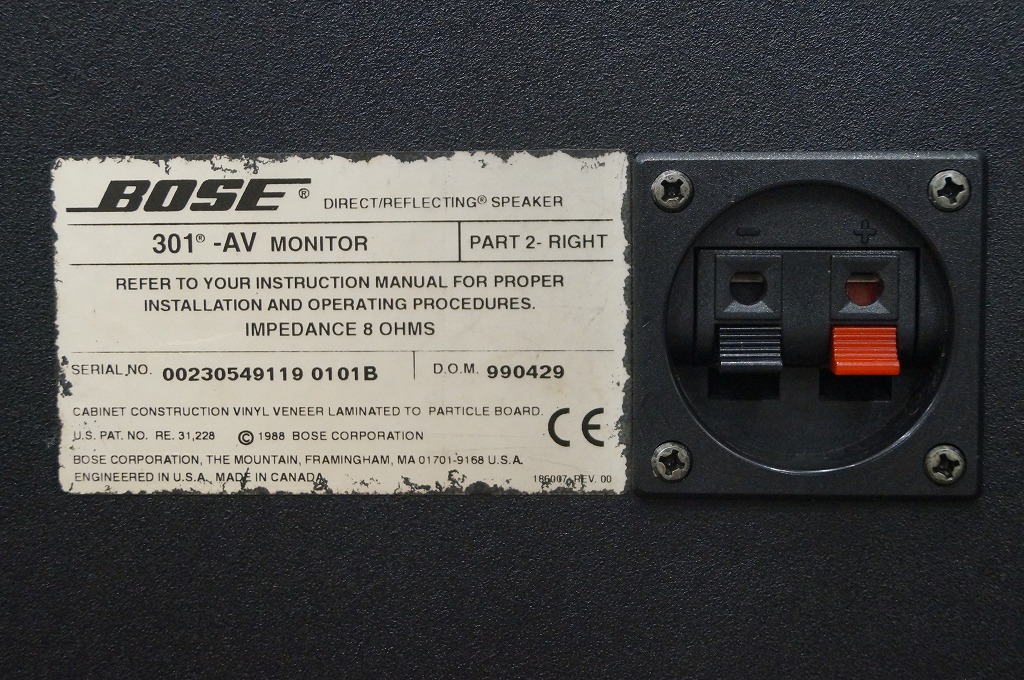 BOSE® DIRECT/REFLECTING® SPEAKER
301® -AV MONITOR PART 2- RIGHT
REFER TO YOUR INSTRUCTION MANUAL FOR PROPER
INSTALLATION AND OPERATING PROCEDURES.
IMPEDANCE 8 OHMS
SERIAL NO. 00230549119 0101B D.O.M. 990429
CABINET CONSTRUCTION VINYL VENEER LAMINATED TO PARTICLE BOARD.
U.S. PAT. NO. RE. 31,228 © 1988 BOSE CORPORATION CE
BOSE CORPORATION, THE MOUNTAIN, FRAMINGHAM, MA 01701-9168 U.S.A.
ENGINEERED IN U.S.A. MADE IN CANADA REV. 00
- +